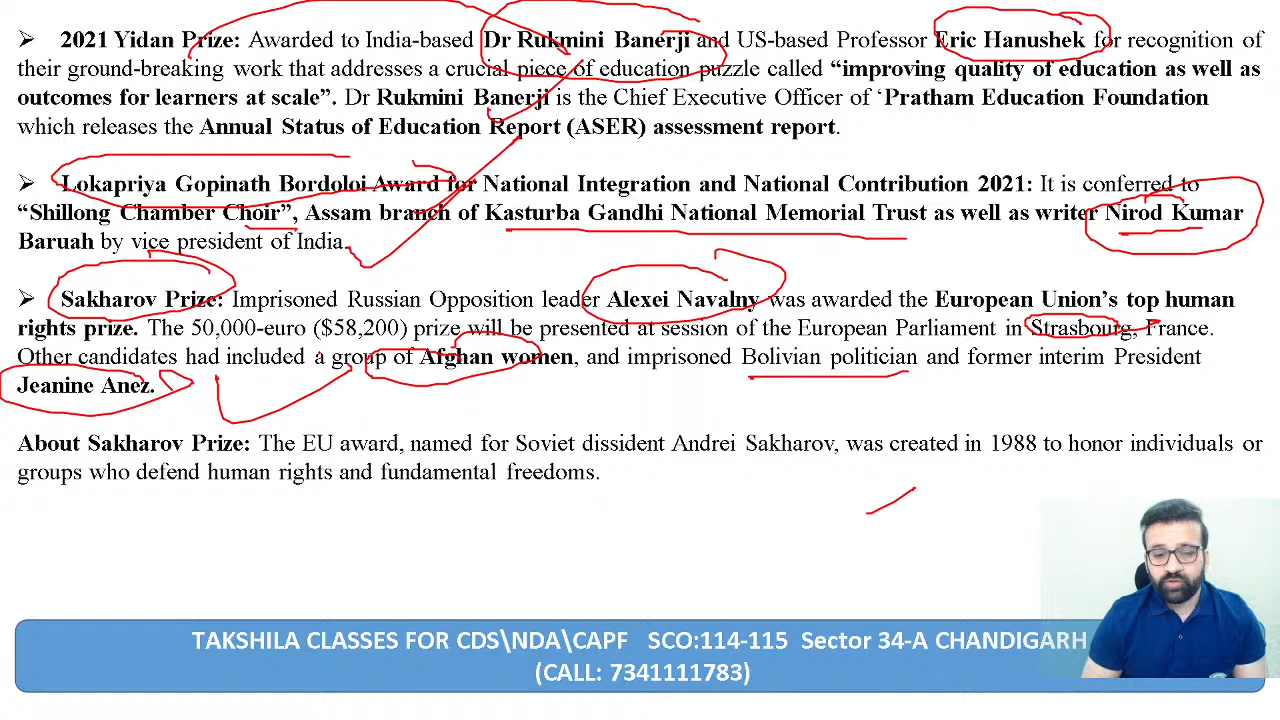 ➢ 2021 Yidan Prize: Awarded to India-based Dr Rukmini Banerji and US-based Professor Eric Hanushek for recognition of
their ground-breaking work that addresses a crucial piece of education puzzle called “improving quality of education as well as
outcomes for learners at scale”. Dr Rukmini Banerji is the Chief Executive Officer of ‘Pratham Education Foundation
which releases the Annual Status of Education Report (ASER) assessment report.
➢ Lokapriya Gopinath Bordoloi Award for National Integration and National Contribution 2021: It is conferred to
“Shillong Chamber Choir”, Assam branch of Kasturba Gandhi National Memorial Trust as well as writer Nirod Kumar
Baruah by vice president of India.
➢ Sakharov Prize: Imprisoned Russian Opposition leader Alexei Navalny was awarded the European Union’s top human
rights prize. The 50,000-euro ($58,200) prize will be presented at session of the European Parliament in Strasbourg, France.
Other candidates had included a group of Afghan women, and imprisoned Bolivian politician and former interim President
Jeanine Anez.
About Sakharov Prize: The EU award, named for Soviet dissident Andrei Sakharov, was created in 1988 to honor individuals or
groups who defend human rights and fundamental freedoms.
TAKSHILA CLASSES FOR CDS\NDA\CAPF SCO:114-115 Sector 34-A CHANDIGARH
(CALL: 7341111783)